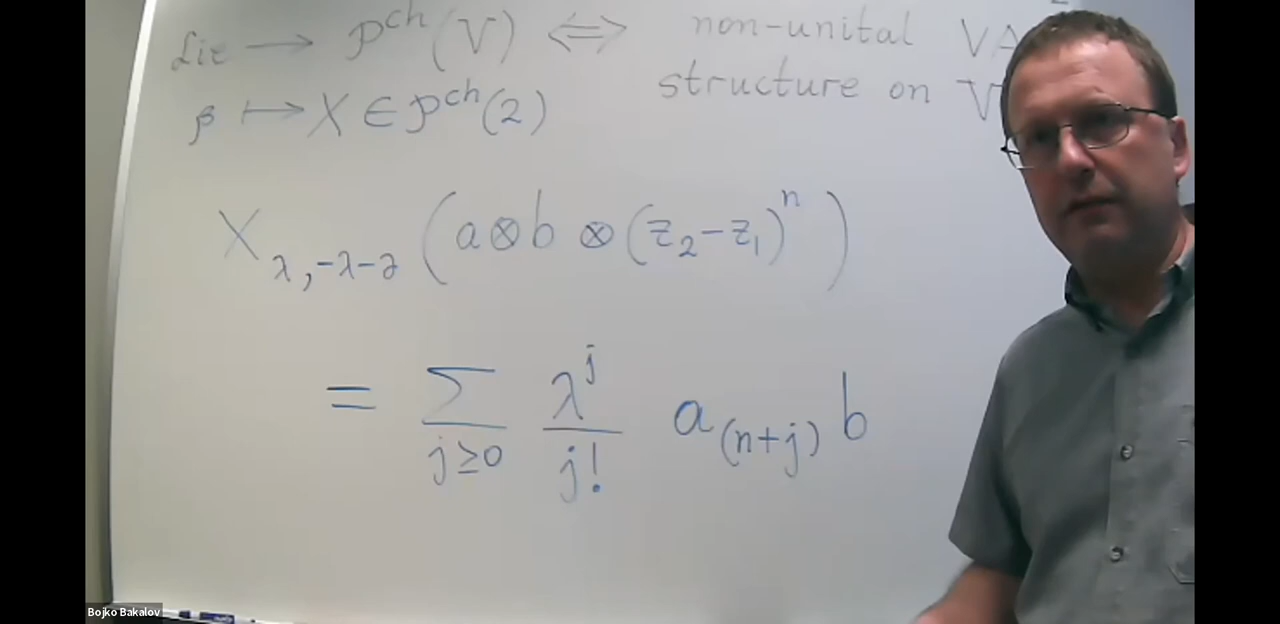 Lie → P^ch(V) ⟺ non-unital VA
structure on V
β ↦ X ∈ P^ch(2)
X_{λ,-λ-∂} (a⊗b ⊗ (z_2-z_1)^n)
= Σ_{j≥0} λ^j/j! a_{(n+j)} b
Bojko Bakalov